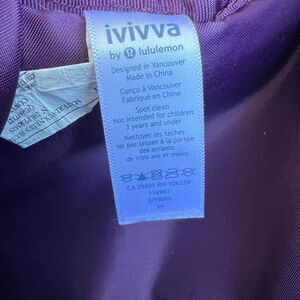 ivivva
by lululemon
Designed in Vancouver
Made in China
Conçu à Vancouver
Fabriqué en Chine
Spot clean
Not intended for children
3 years and under
Nettoyer les taches
Ne pas laisser à la portée
des enfants
de trois ans et moins
CA 35801 RN 106259
116961